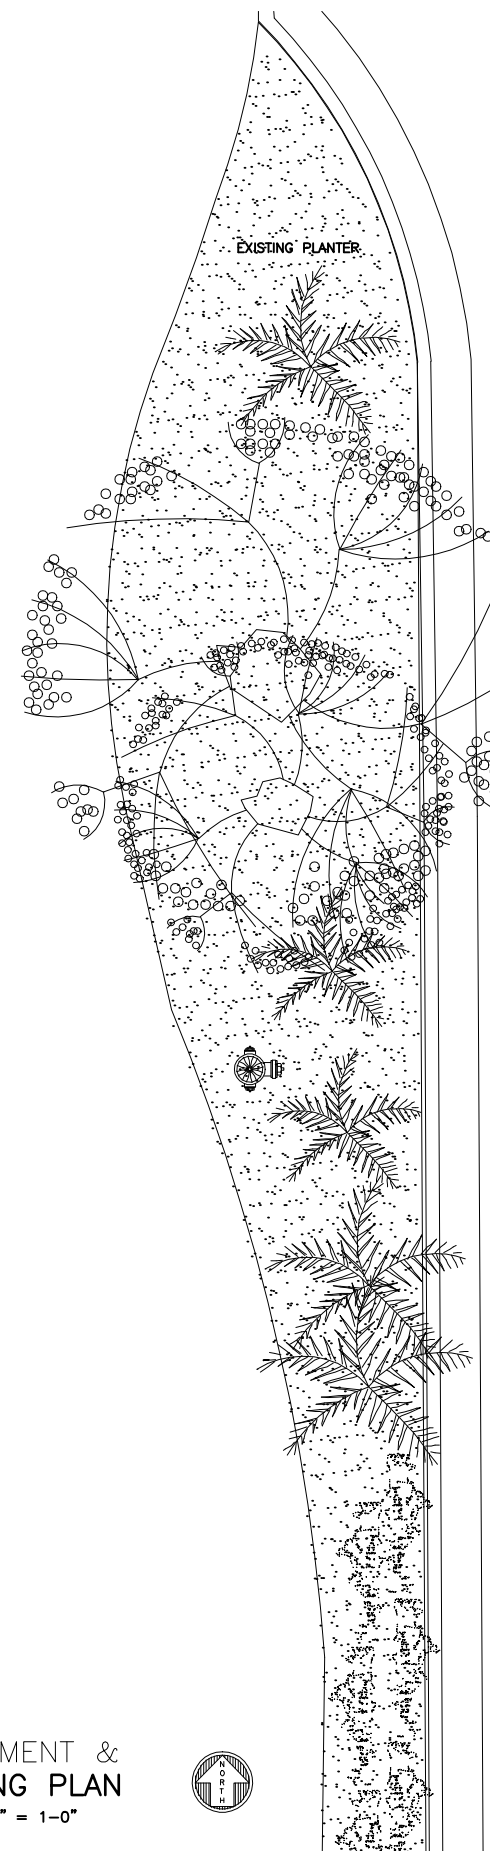 EXISTING PLANTER
MENT &
NG PLAN
" = 1-0"
NORTH